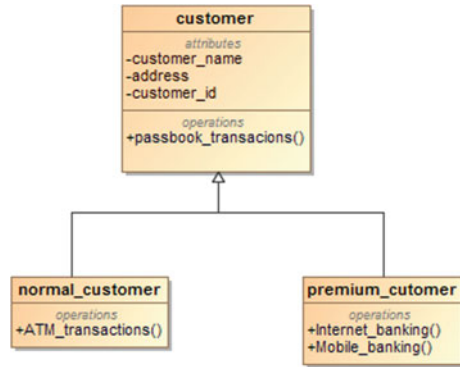 customer
attributes
-customer_name
-address
-customer_id
operations
+passbook_transacions()
normal_customer
operations
+ATM_transactions()
premium_cutomer
operations
+Internet_banking()
+Mobile_banking()